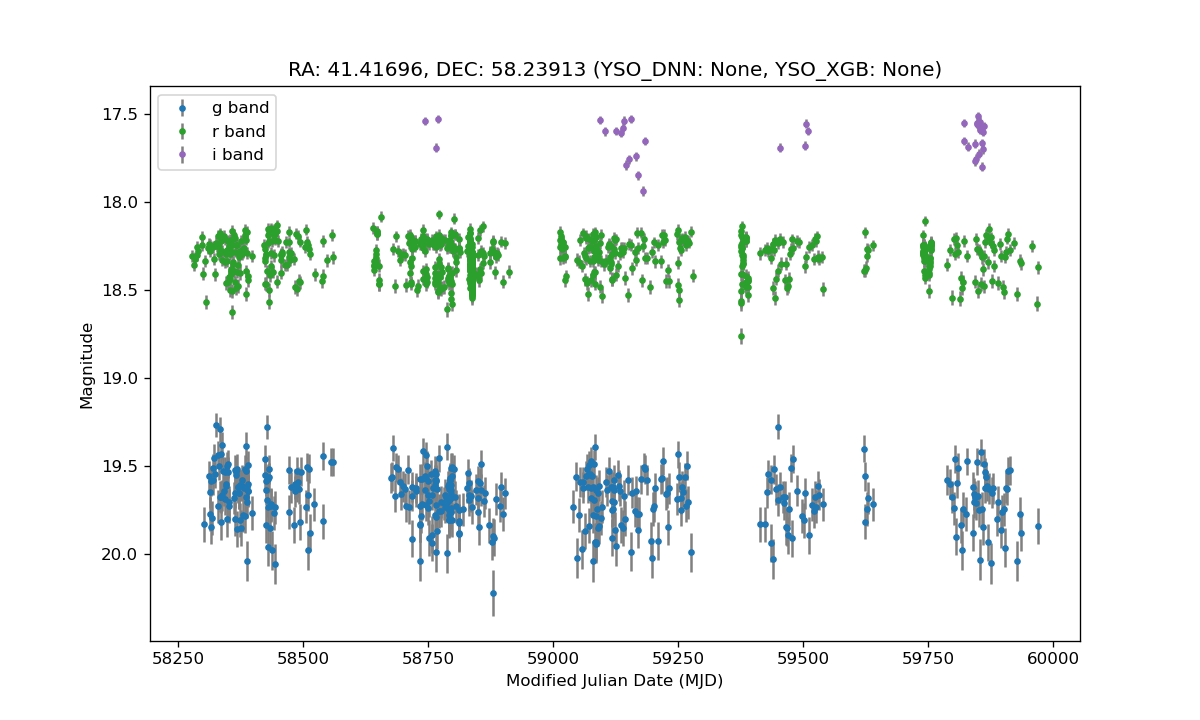 RA: 41.41696, DEC: 58.23913 (YSO_DNN: None, YSO_XGB: None)
g band
r band
i band
17.5
18.0
18.5
19.0
19.5
20.0
Magnitude
58250 58500 58750 59000 59250 59500 59750 60000
Modified Julian Date (MJD)